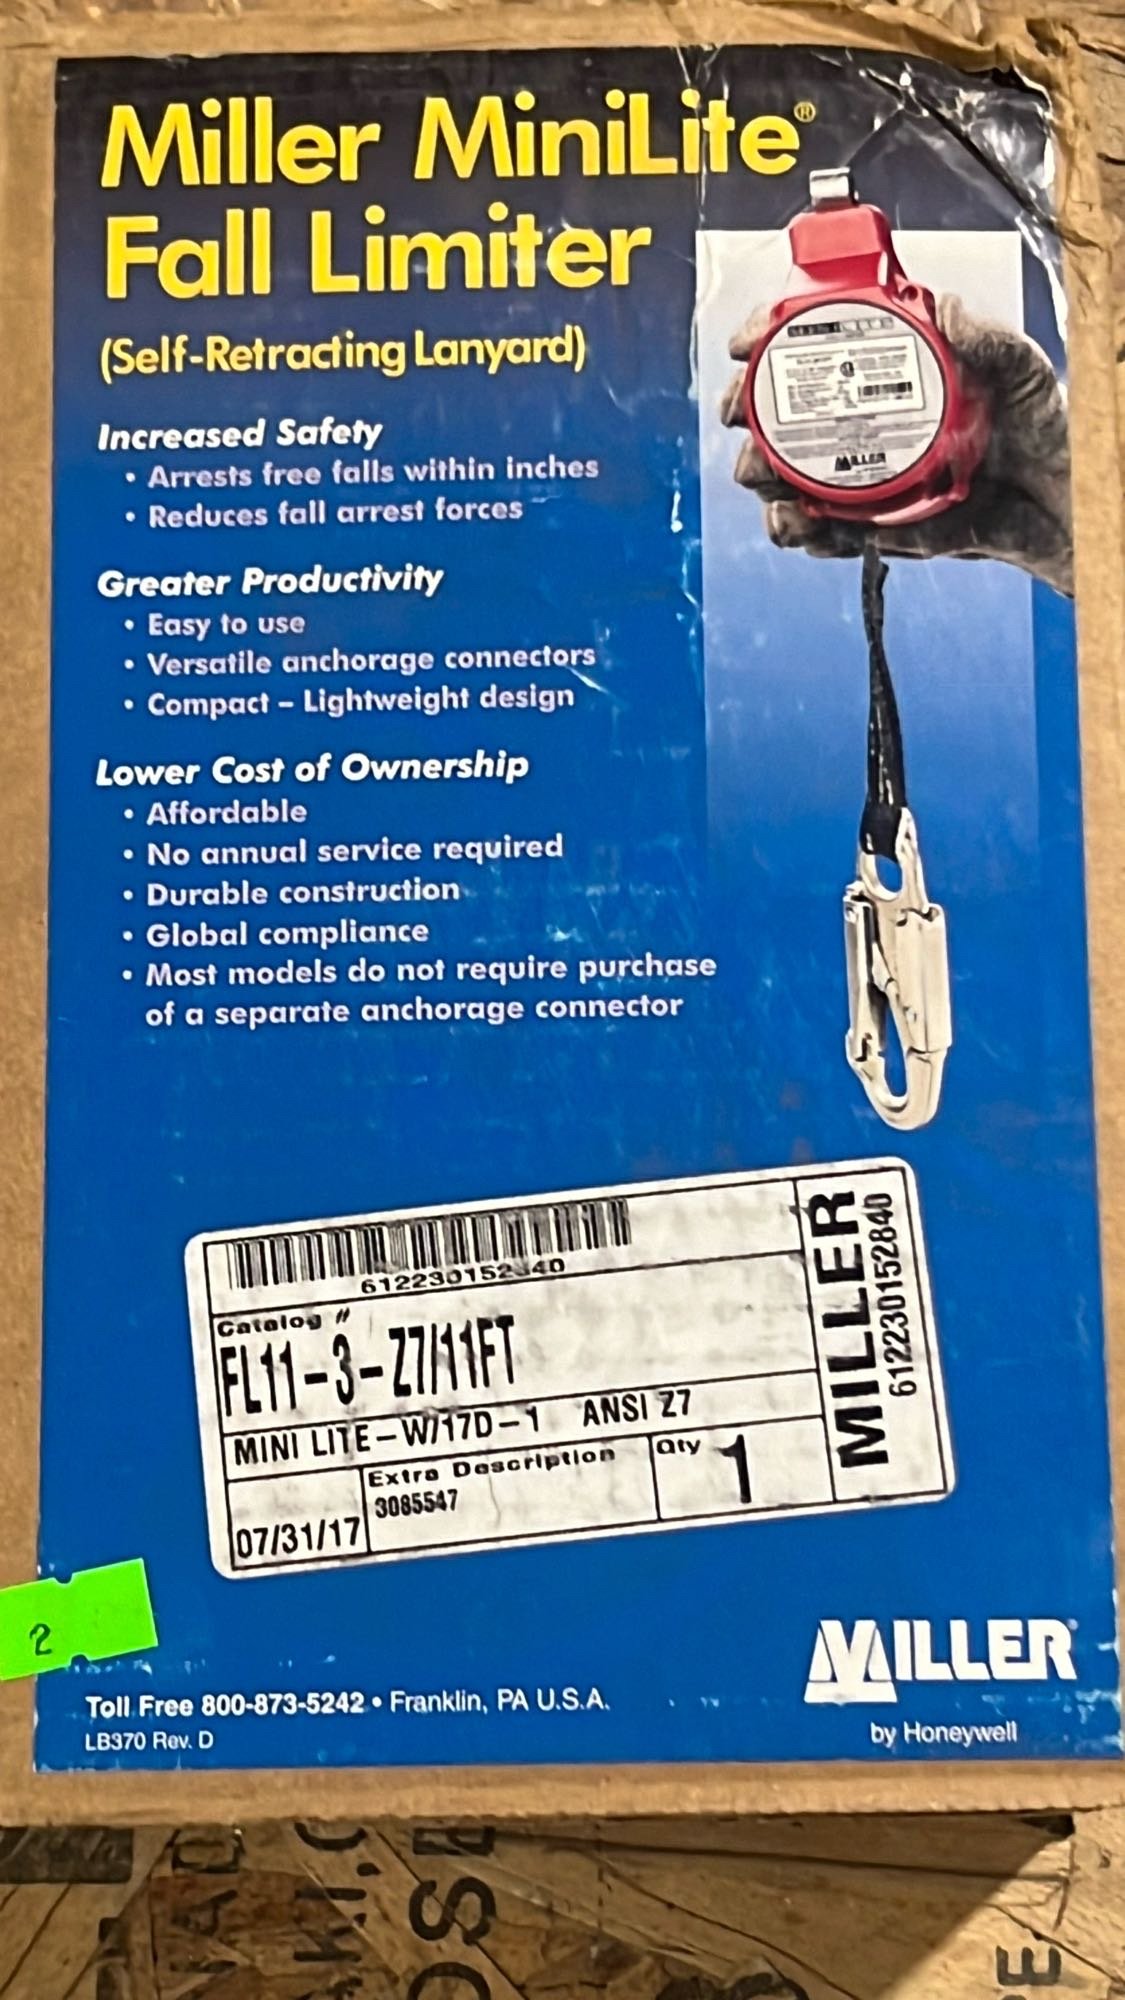 Miller MiniLite®
Fall Limiter
(Self-Retracting Lanyard)
Increased Safety
• Arrests free falls within inches
• Reduces fall arrest forces
Greater Productivity
• Easy to use
• Versatile anchorage connectors
• Compact – Lightweight design
Lower Cost of Ownership
• Affordable
• No annual service required
• Durable construction
• Global compliance
• Most models do not require purchase
of a separate anchorage connector
MILLER
612230152840
Catalog #
FL11-3-Z7/11FT
MINI LITE-W/17D-1 ANSI Z7
Extra Description
3085547
Qty
1
07/31/17
MILLER
612230152840
2
MILLER
by Honeywell
Toll Free 800-873-5242 • Franklin, PA U.S.A.
LB370 Rev. D